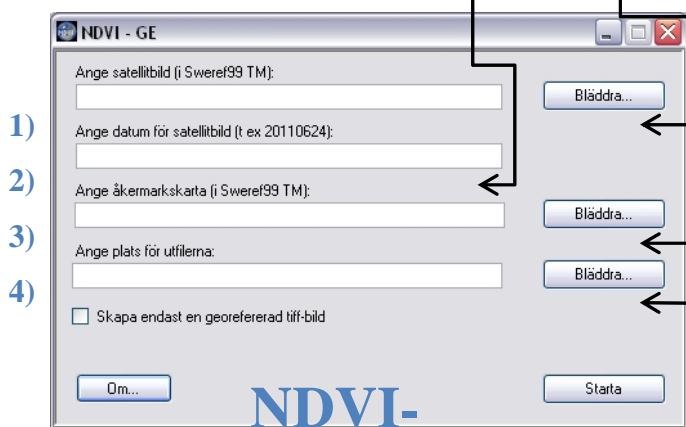 NDVI - GE
Ange satellitbild (i Sweref99 TM):
Bläddra...
1)
Ange datum för satellitbild (t ex 20110624):
2)
Ange åkermarkskarta (i Sweref99 TM):
Bläddra...
3)
Ange plats för utfilerna:
Bläddra...
4)
Skapa endast en georefererad tiff-bild
Om...
NDVI-
Starta